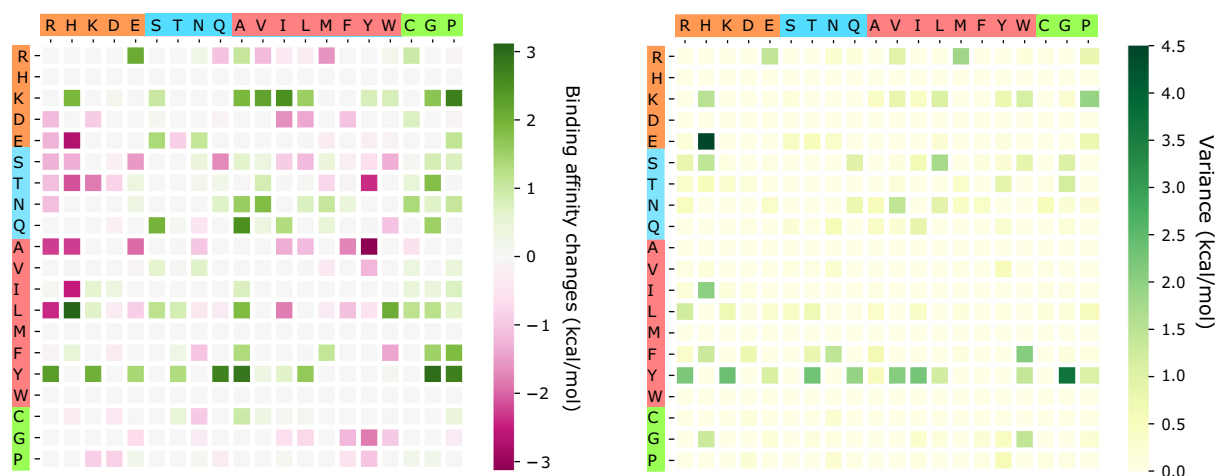 R H K D E S T N Q A V I L M F Y W C G P
R
H
K
D
E
S
T
N
Q
A
V
I
L
M
F
Y
W
C
G
P
3
2
1
0
−1
−2
−3
Binding affinity changes (kcal/mol)
R H K D E S T N Q A V I L M F Y W C G P
R
H
K
D
E
S
T
N
Q
A
V
I
L
M
F
Y
W
C
G
P
4.5
4.0
3.5
3.0
2.5
2.0
1.5
1.0
0.5
0.0
Variance (kcal/mol)